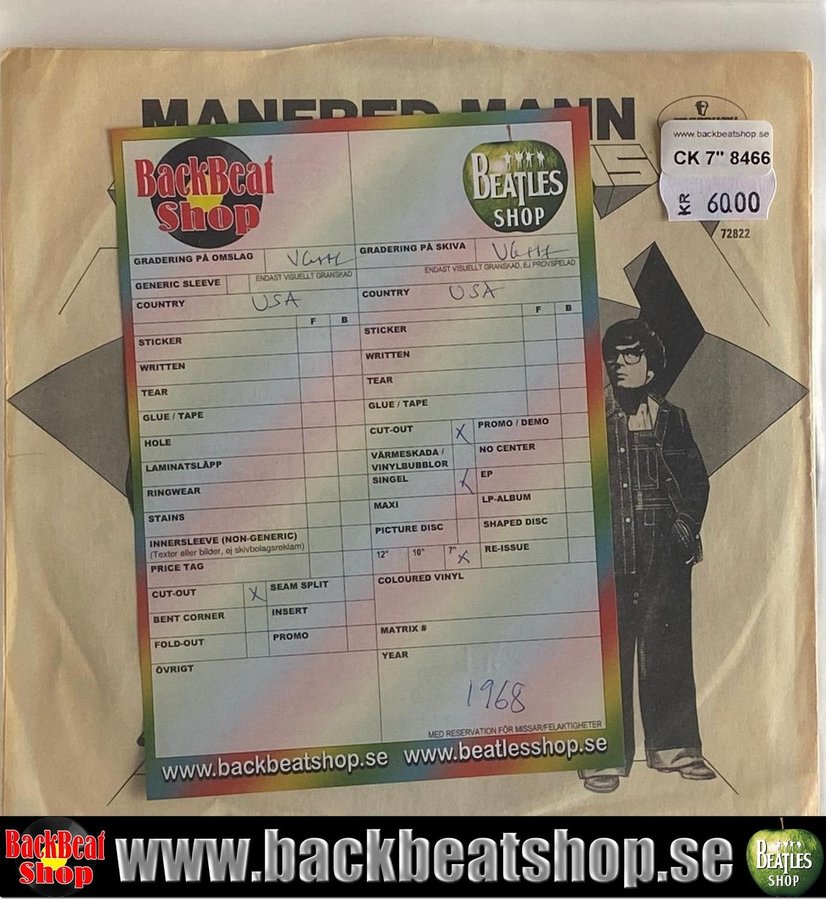 MANFRED MANN
www.backbeatshop.se
CK 7" 8466
KR 60.00
72822
BackBeat
Shop
BEATLES
SHOP
GRADERING PÅ OMSLAG VG++
ENDAST VISUELLT GRANSKAD
GENERIC SLEEVE
COUNTRY USA
F B
STICKER
WRITTEN
TEAR
GLUE / TAPE
HOLE
LAMINATSLÄPP
RINGWEAR
STAINS
INNERSLEEVE (NON-GENERIC)
(Texter eller bilder, ej skivbolagsreklam)
PRICE TAG
CUT-OUT X SEAM SPLIT
BENT CORNER INSERT
FOLD-OUT PROMO
ÖVRIGT
GRADERING PÅ SKIVA VG++
ENDAST VISUELLT GRANSKAD, EJ PROVSPELAD
COUNTRY USA
F B
STICKER
WRITTEN
TEAR
GLUE / TAPE
CUT-OUT X PROMO / DEMO
VÄRMESKADA /
VINYLBUBBLOR
NO CENTER
SINGEL X EP
MAXI LP-ALBUM
PICTURE DISC SHAPED DISC
12" 10" 7" X RE-ISSUE
COLOURED VINYL
MATRIX #
YEAR
1968
MED RESERVATION FÖR MISSAR/FELAKTIGHETER
www.backbeatshop.se www.beatlesshop.se
BackBeat
Shop
www.backbeatshop.se
BEATLES
SHOP